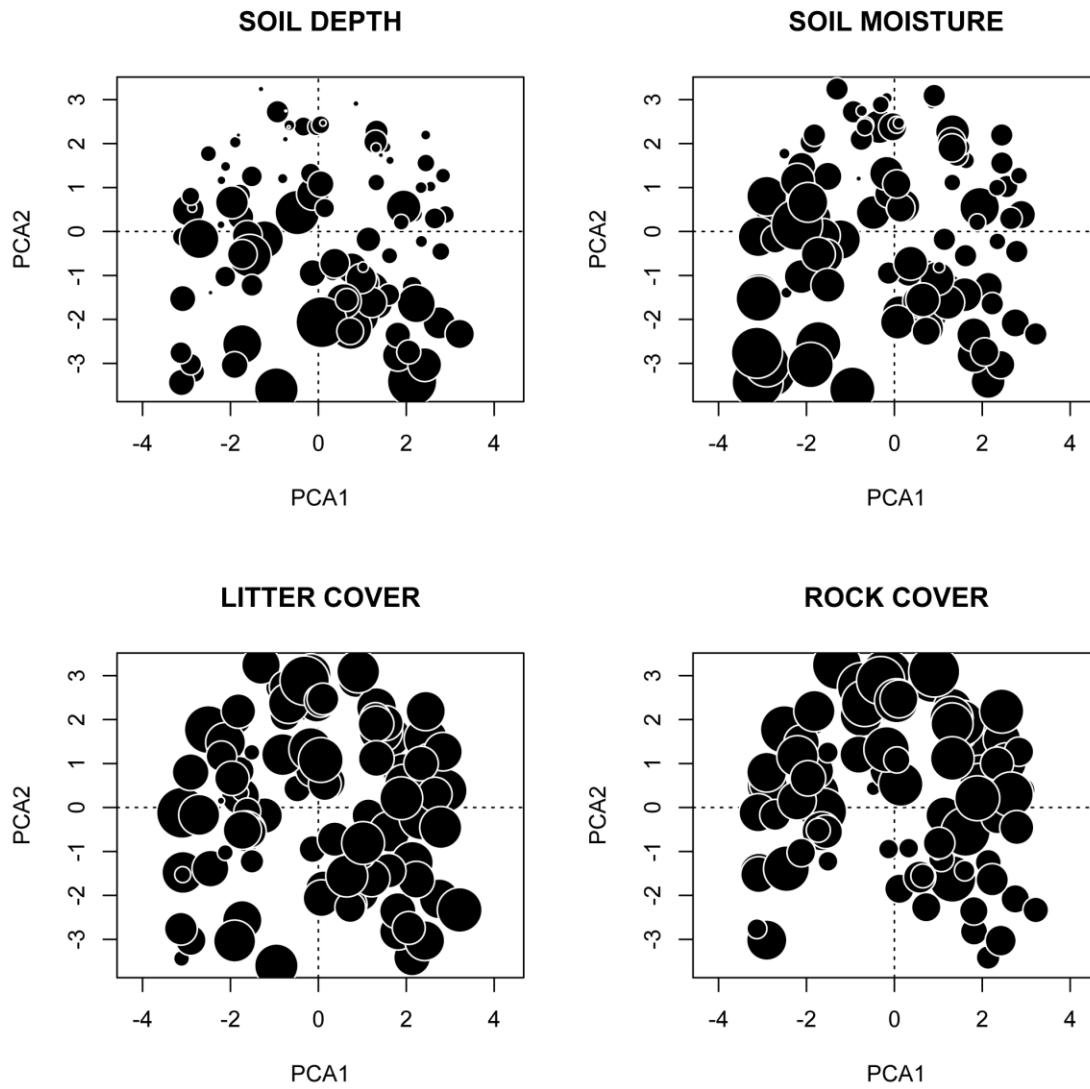 SOIL DEPTH
3
2
1
0
-1
-2
-3
PCA2
-4 -2 0 2 4
PCA1
SOIL MOISTURE
3
2
1
0
-1
-2
-3
PCA2
-4 -2 0 2 4
PCA1
LITTER COVER
3
2
1
0
-1
-2
-3
PCA2
-4 -2 0 2 4
PCA1
ROCK COVER
3
2
1
0
-1
-2
-3
PCA2
-4 -2 0 2 4
PCA1